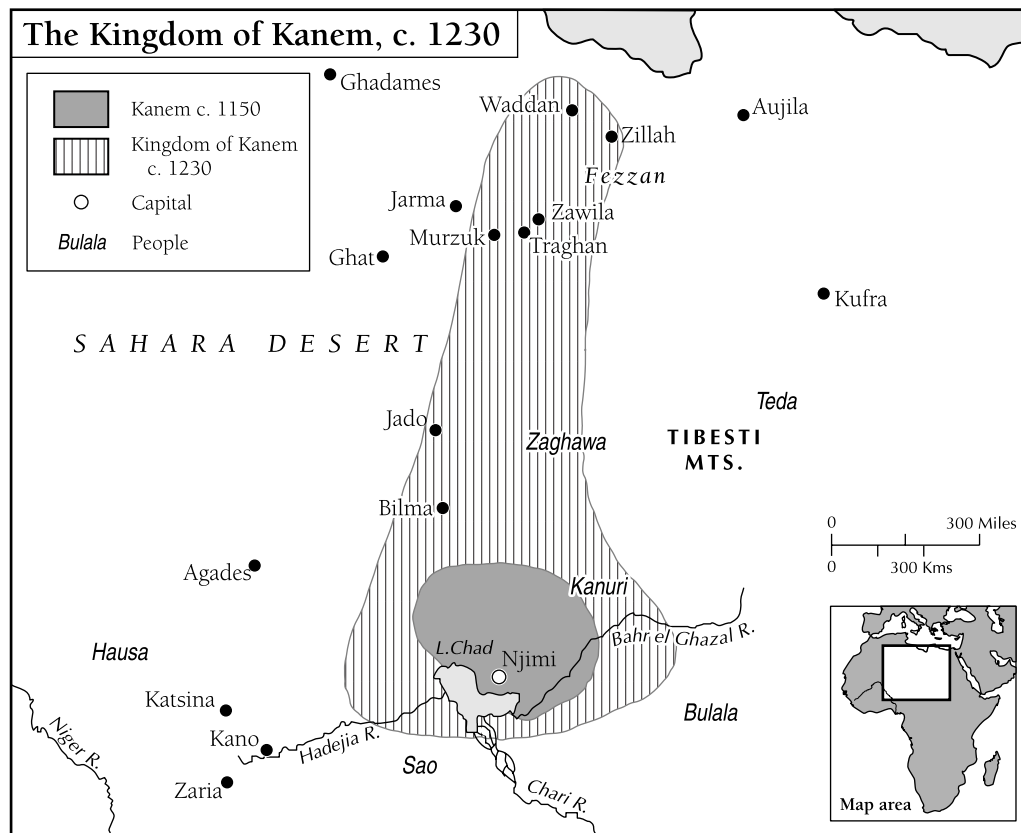 The Kingdom of Kanem, c. 1230
Kanem c. 1150
Kingdom of Kanem
c. 1230
Capital
Bulala People
Ghadames
Waddan
Zillah
Aujila
Fezzan
Jarma
Zawila
Murzuk
Traghan
Ghat
Kufra
SAHARA DESERT
Teda
Jado
Zaghawa
TIBESTI
MTS.
Bilma
0 300 Miles
0 300 Kms
Agades
Kanuri
Bahr el Ghazal R.
Hausa
L.Chad
Njimi
Katsina
Bulala
Niger R.
Kano
Hadejia R.
Sao
Zaria
Chari R.
Map area